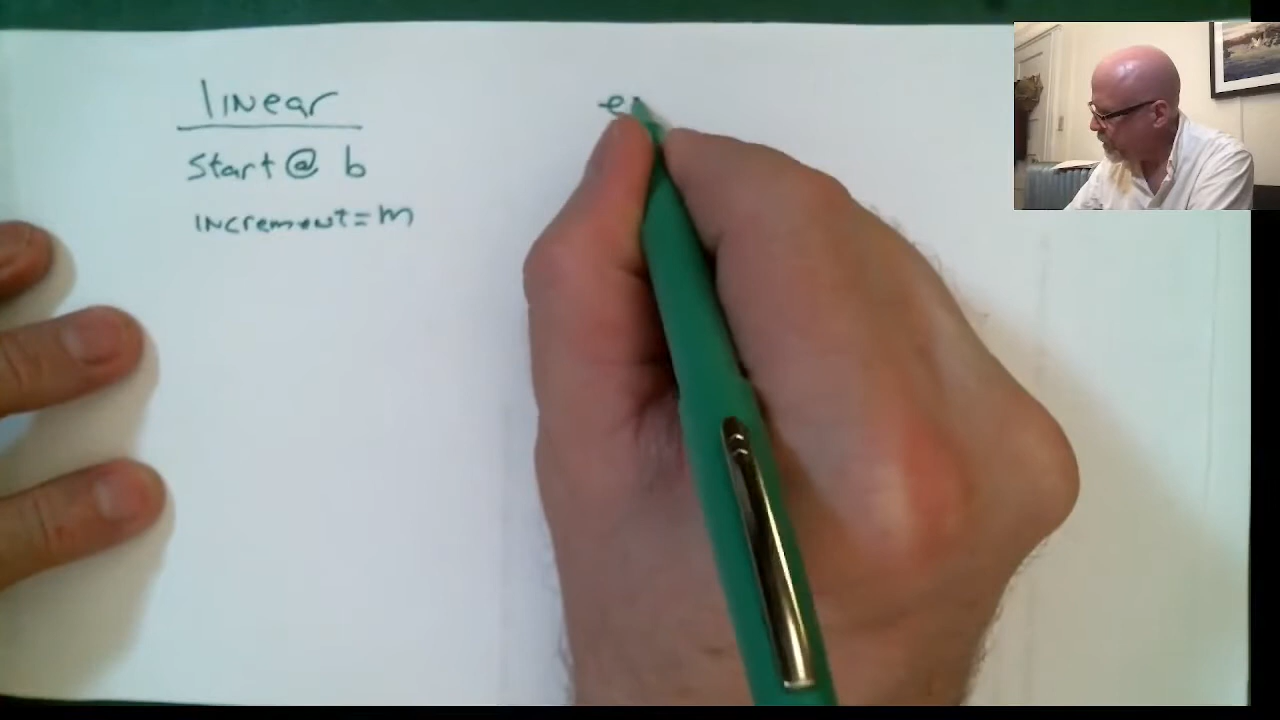 linear
start @ b
increment = m
e